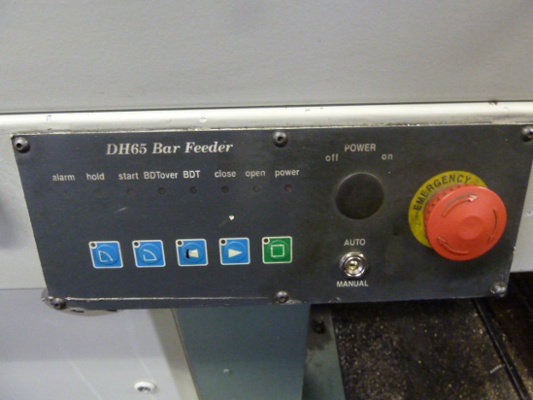 DH65 Bar Feeder
POWER
off on
alarm hold start BDTover BDT close open power
EMERGENCY
AUTO
MANUAL